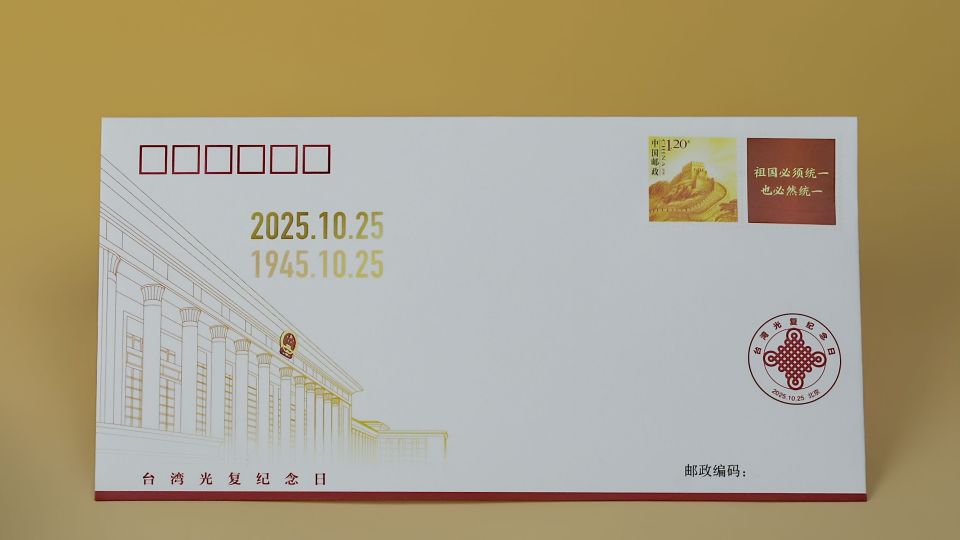 2025.10.25
1945.10.25
中国邮政
CHINA
1.20元
祖国必须统一
也必然统一
台湾光复纪念日
2025.10.25 北京
台湾光复纪念日
邮政编码：